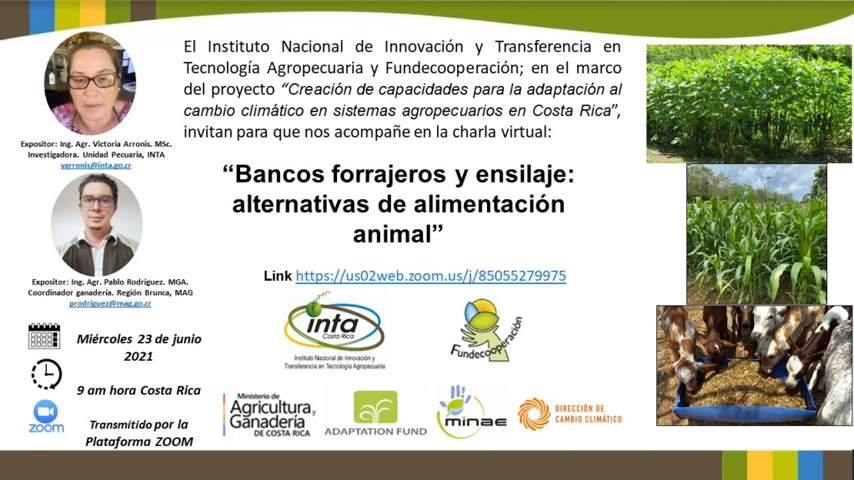 El Instituto Nacional de Innovación y Transferencia en
Tecnología Agropecuaria y Fundecooperación; en el marco
del proyecto “Creación de capacidades para la adaptación al
cambio climático en sistemas agropecuarios en Costa Rica”,
invitan para que nos acompañe en la charla virtual:
“Bancos forrajeros y ensilaje:
alternativas de alimentación
animal”
Link https://us02web.zoom.us/j/85055279975
Expositor: Ing. Agr. Victoria Arronis. MSc.
Investigadora. Unidad Pecuaria, INTA
varronis@inta.go.cr
Expositor: Ing. Agr. Pablo Rodríguez. MGA.
Coordinador ganadería. Región Brunca, MAG
prodriguez@mag.go.cr
Miércoles 23 de junio
2021
9 am hora Costa Rica
zoom
Transmitido por la
Plataforma ZOOM
inta
Costa Rica
Instituto Nacional de Innovación y
Transferencia en Tecnología Agropecuaria
Fundecooperación
Ministerio de
Agricultura y
Ganadería
DE COSTA RICA
ADAPTATION FUND
minae
DIRECCIÓN DE
CAMBIO CLIMÁTICO